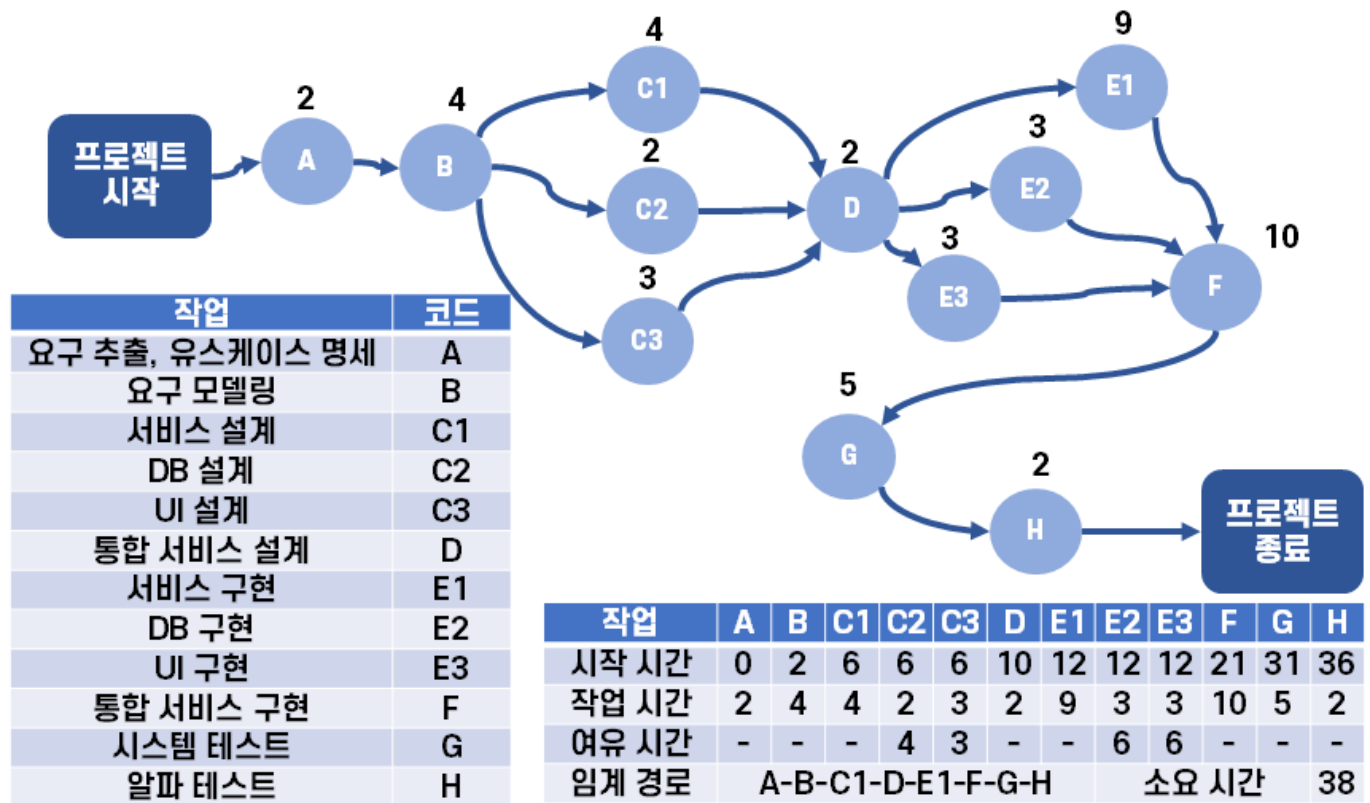 4
9
2
4
C1
E1
프로젝트
시작
A
B
2
2
3
C2
D
E2
3
3
10
C3
E3
F
작업 코드
요구 추출, 유스케이스 명세 A
요구 모델링 B
서비스 설계 C1
DB 설계 C2
UI 설계 C3
통합 서비스 설계 D
서비스 구현 E1
DB 구현 E2
UI 구현 E3
통합 서비스 구현 F
시스템 테스트 G
알파 테스트 H
5
G
2
H
프로젝트
종료
작업 A B C1 C2 C3 D E1 E2 E3 F G H
시작 시간 0 2 6 6 6 10 12 12 12 21 31 36
작업 시간 2 4 4 2 3 2 9 3 3 10 5 2
여유 시간 - - - 4 3 - - 6 6 - - -
임계 경로 A-B-C1-D-E1-F-G-H 소요 시간 38